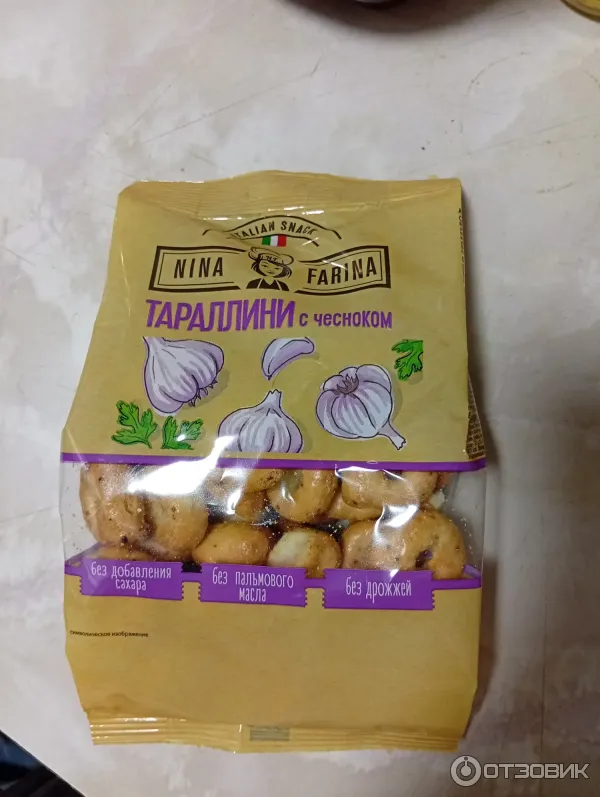 ITALIAN SNACK
NINA FARINA
ТАРАЛЛИНИ с чесноком
без добавления
сахара
без пальмового
масла
без дрожжей
символическое изображение
ОТЗОВИК